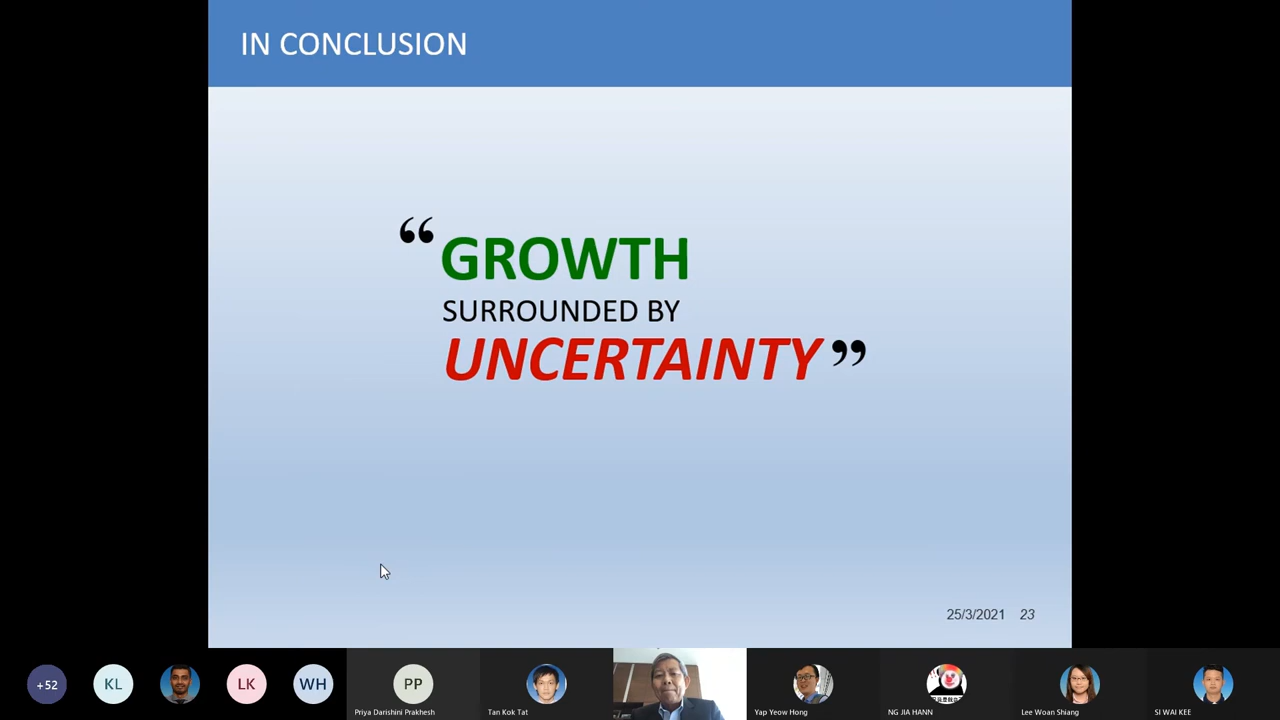 IN CONCLUSION
“GROWTH
SURROUNDED BY
UNCERTAINTY”
25/3/2021 23
+52 KL LK WH PP
Priya Darishini Prakhesh Tan Kok Tat Yap Yeow Hong NG JIA HANN Lee Woan Shiang SI WAI KEE